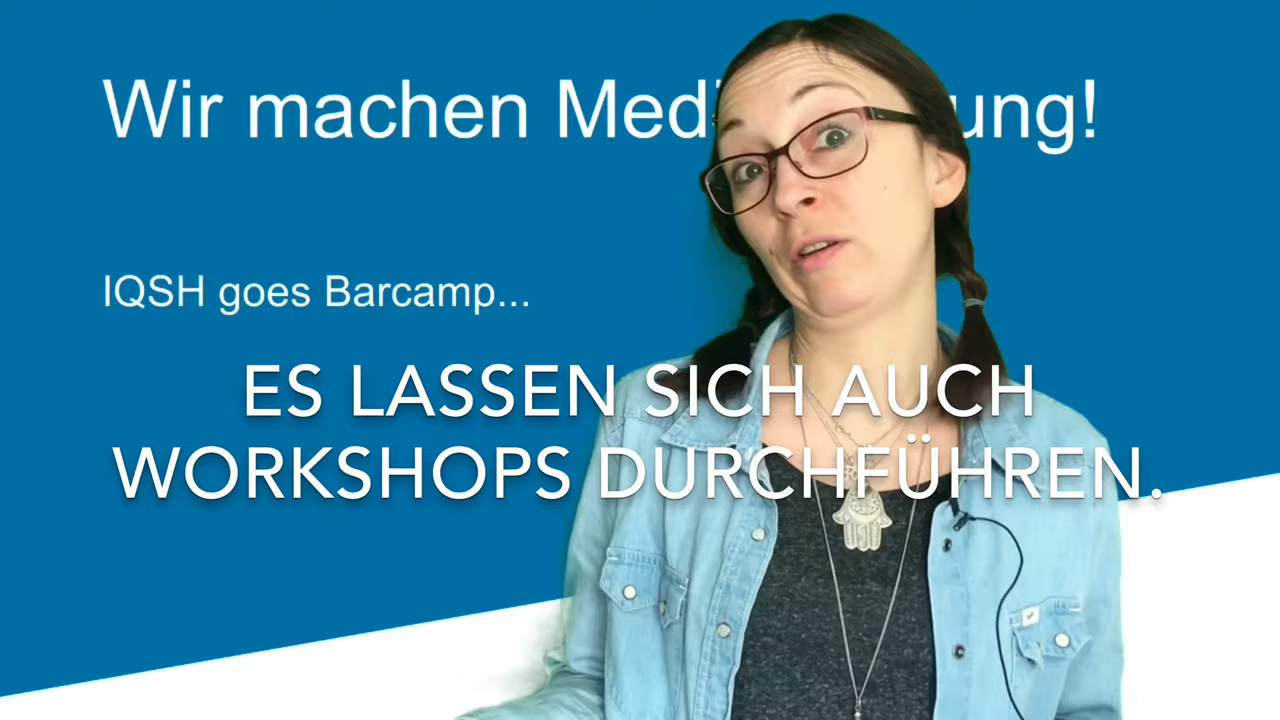 Wir machen Med ung!
IQSH goes Barcamp...
ES LASSEN SICH AUCH
WORKSHOPS DURCHFÜHREN.